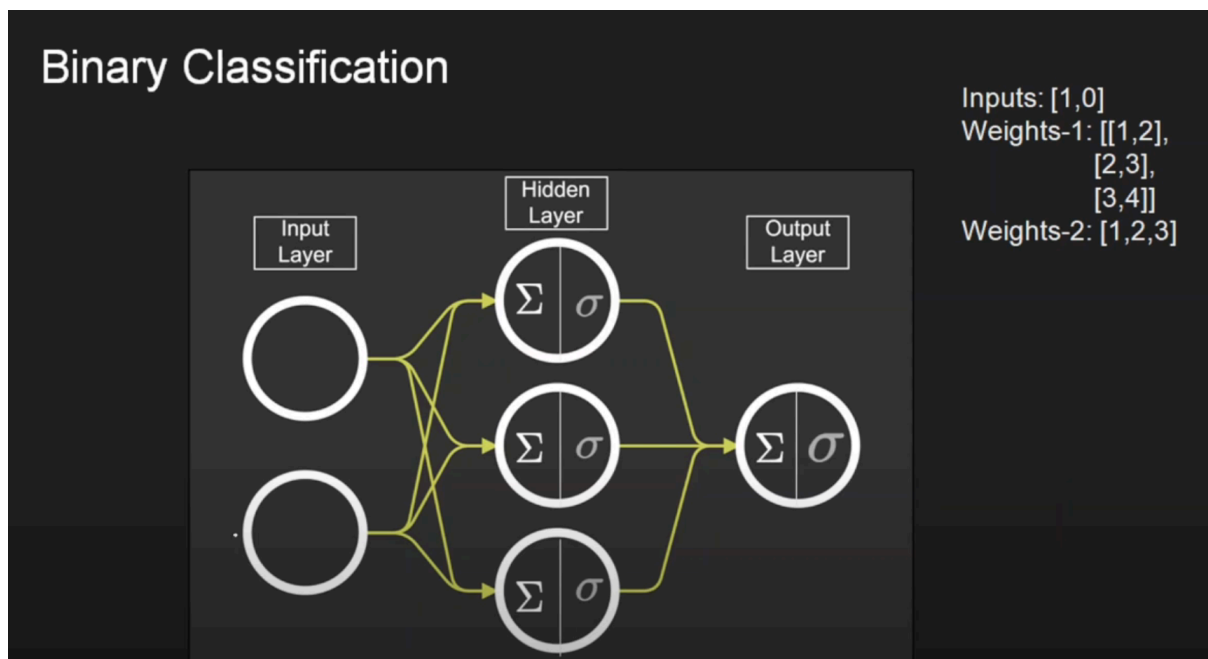 Binary Classification
Inputs: [1,0]
Weights-1: [[1,2],
[2,3],
[3,4]]
Weights-2: [1,2,3]
Input
Layer
Hidden
Layer
Output
Layer
Σ σ
Σ σ
Σ σ
Σ σ